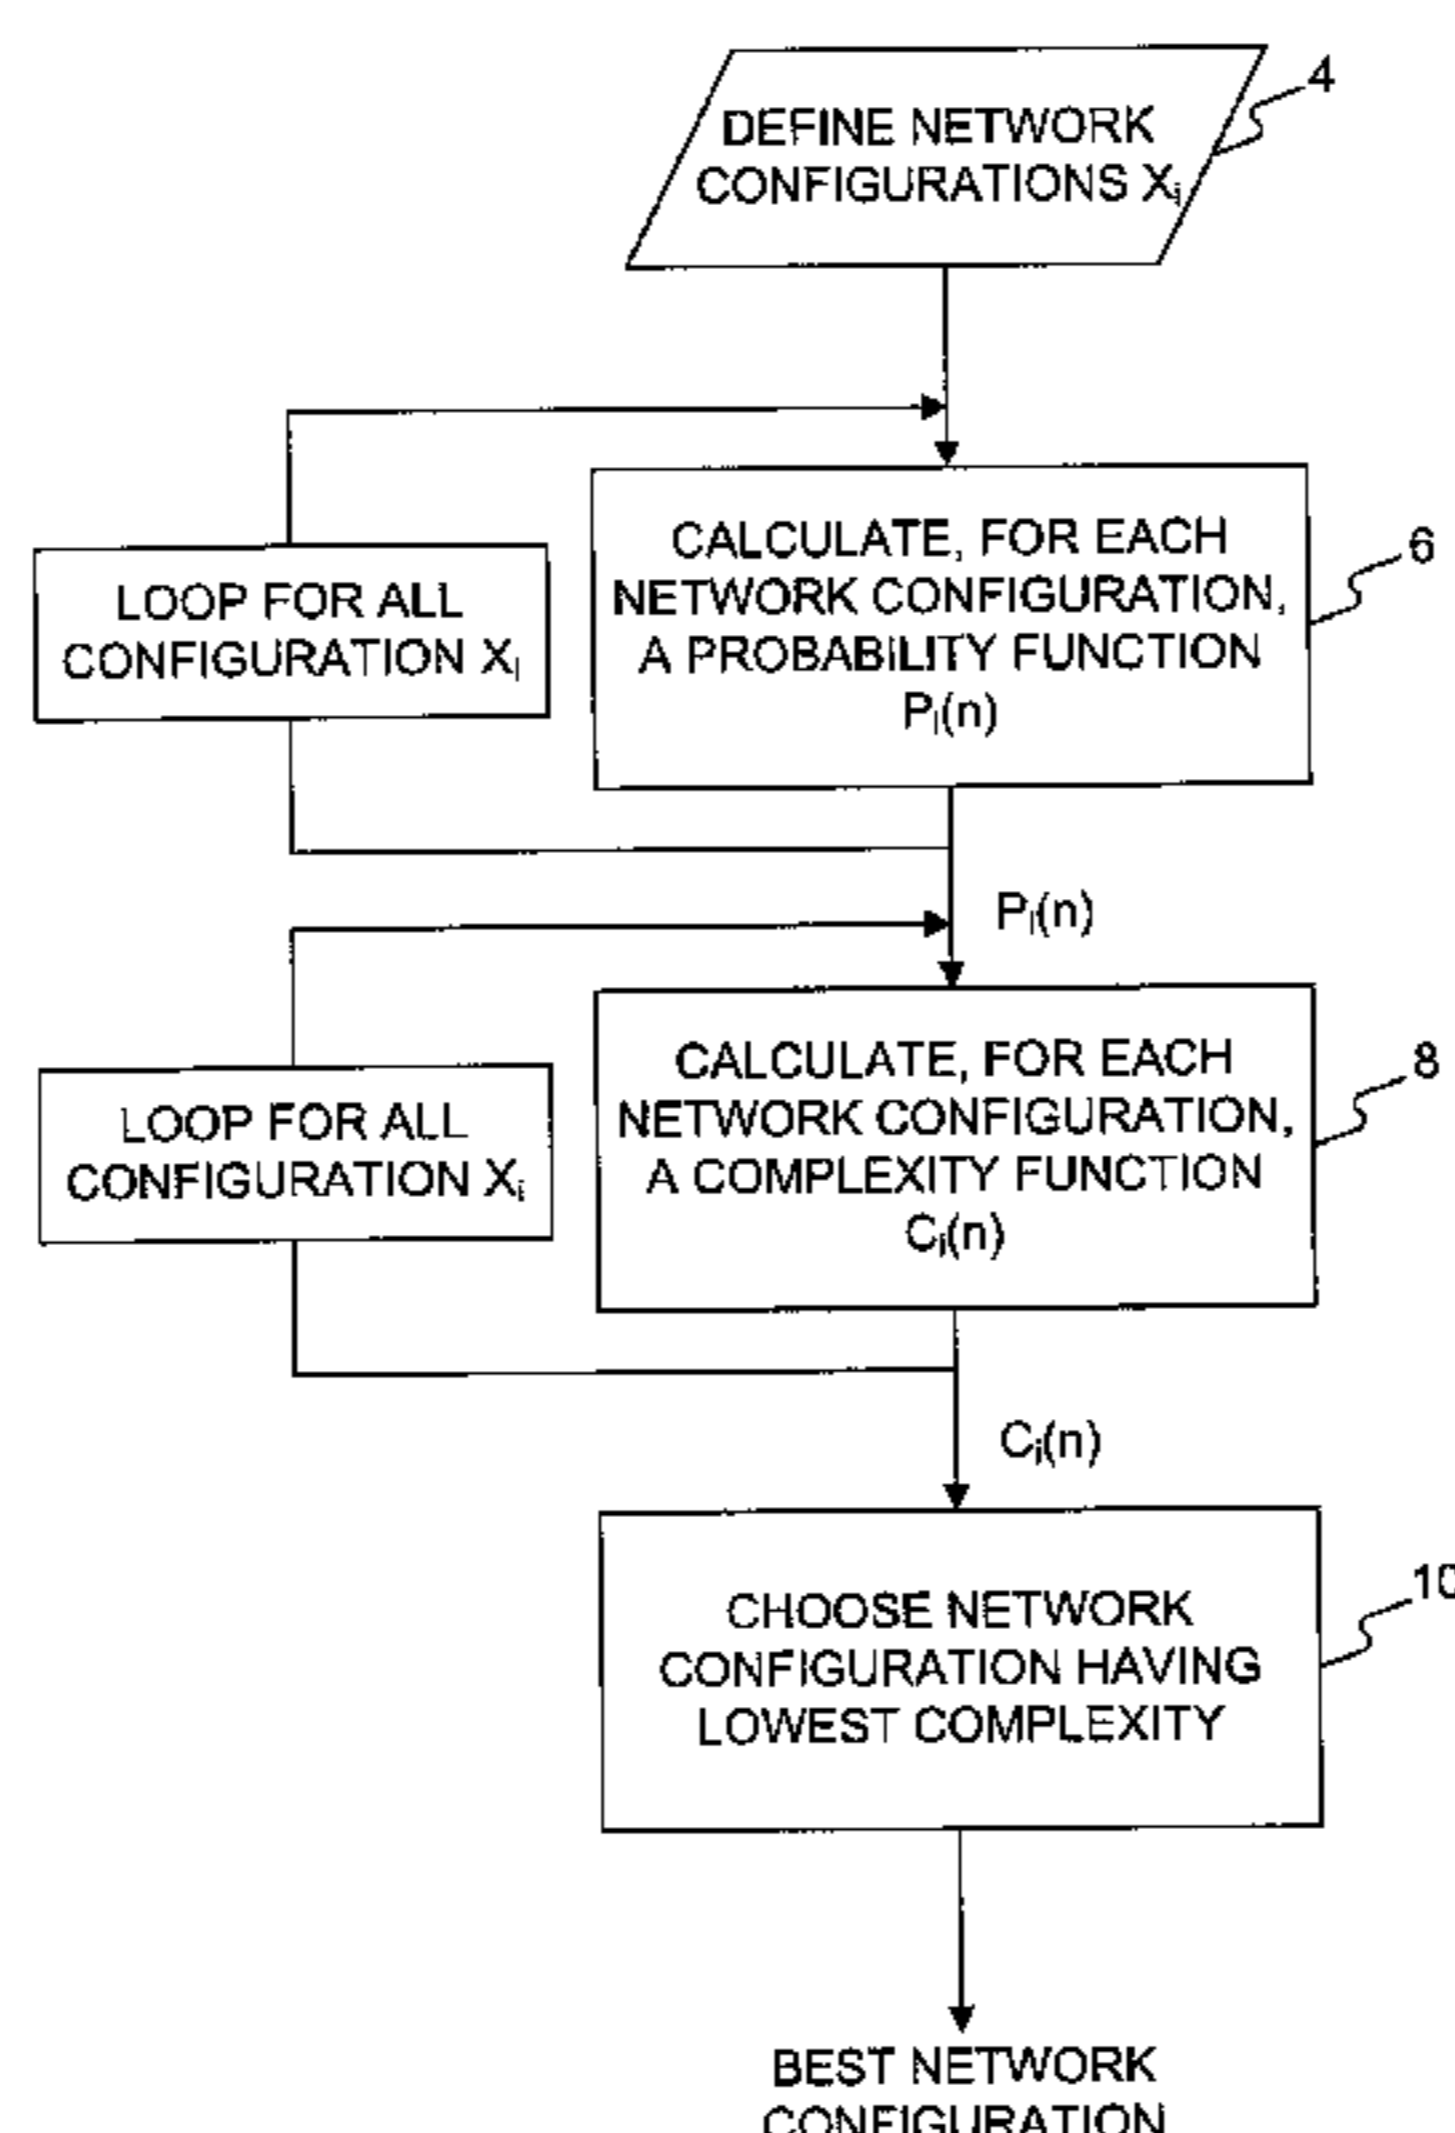 DEFINE NETWORK
CONFIGURATIONS Xi
4
CALCULATE, FOR EACH
NETWORK CONFIGURATION,
A PROBABILITY FUNCTION
Pi(n)
6
LOOP FOR ALL
CONFIGURATION Xi
Pi(n)
CALCULATE, FOR EACH
NETWORK CONFIGURATION,
A COMPLEXITY FUNCTION
Ci(n)
8
LOOP FOR ALL
CONFIGURATION Xi
Ci(n)
CHOOSE NETWORK
CONFIGURATION HAVING
LOWEST COMPLEXITY
10
BEST NETWORK
CONFIGURATION